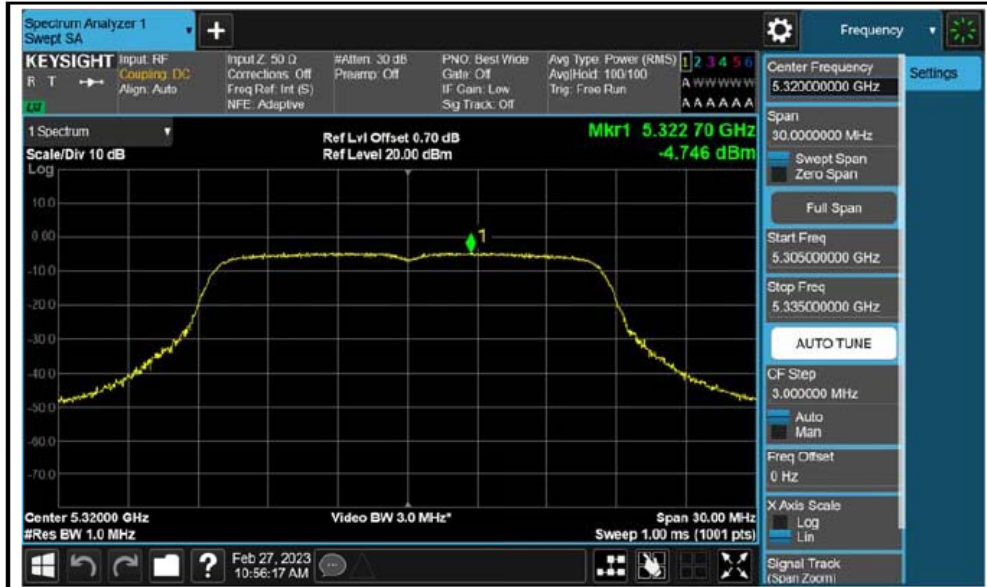 Spectrum Analyzer 1
Swept SA
+
Frequency
KEYSIGHT
R T
LXI
Input: RF
Coupling: DC
Align: Auto
Input Z: 50 Ω
Corrections: Off
Freq Ref: Int (S)
NFE: Adaptive
#Atten: 30 dB
Preamp: Off
PNO: Best Wide
Gate: Off
IF Gain: Low
Sig Track: Off
Avg Type: Power (RMS)
Avg|Hold: 100/100
Trig: Free Run
1 2 3 4 5 6
A W W W W W
A A A A A A
1 Spectrum
Scale/Div 10 dB
Log
Ref Lvl Offset 0.70 dB
Ref Level 20.00 dBm
Mkr1 5.322 70 GHz
-4.746 dBm
10.0
0.00
-10.0
-20.0
-30.0
-40.0
-50.0
-60.0
-70.0
1
Center 5.32000 GHz
#Res BW 1.0 MHz
Video BW 3.0 MHz*
Span 30.00 MHz
Sweep 1.00 ms (1001 pts)
?
Feb 27, 2023
10:56:17 AM
Center Frequency
5.320000000 GHz
Settings
Span
30.0000000 MHz
Swept Span
Zero Span
Full Span
Start Freq
5.305000000 GHz
Stop Freq
5.335000000 GHz
AUTO TUNE
CF Step
3.000000 MHz
Auto
Man
Freq Offset
0 Hz
X Axis Scale
Log
Lin
Signal Track
(Span Zoom)